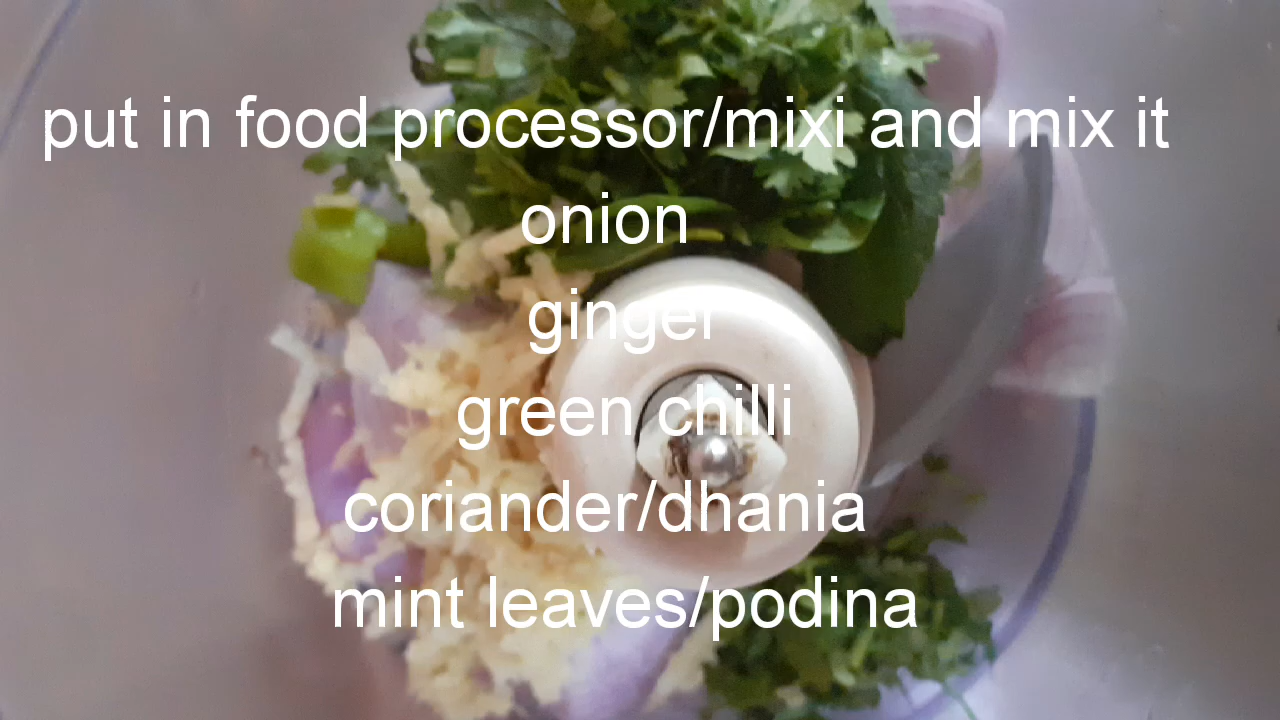 put in food processor/mixi and mix it
onion
ginger
green chilli
coriander/dhania
mint leaves/podina